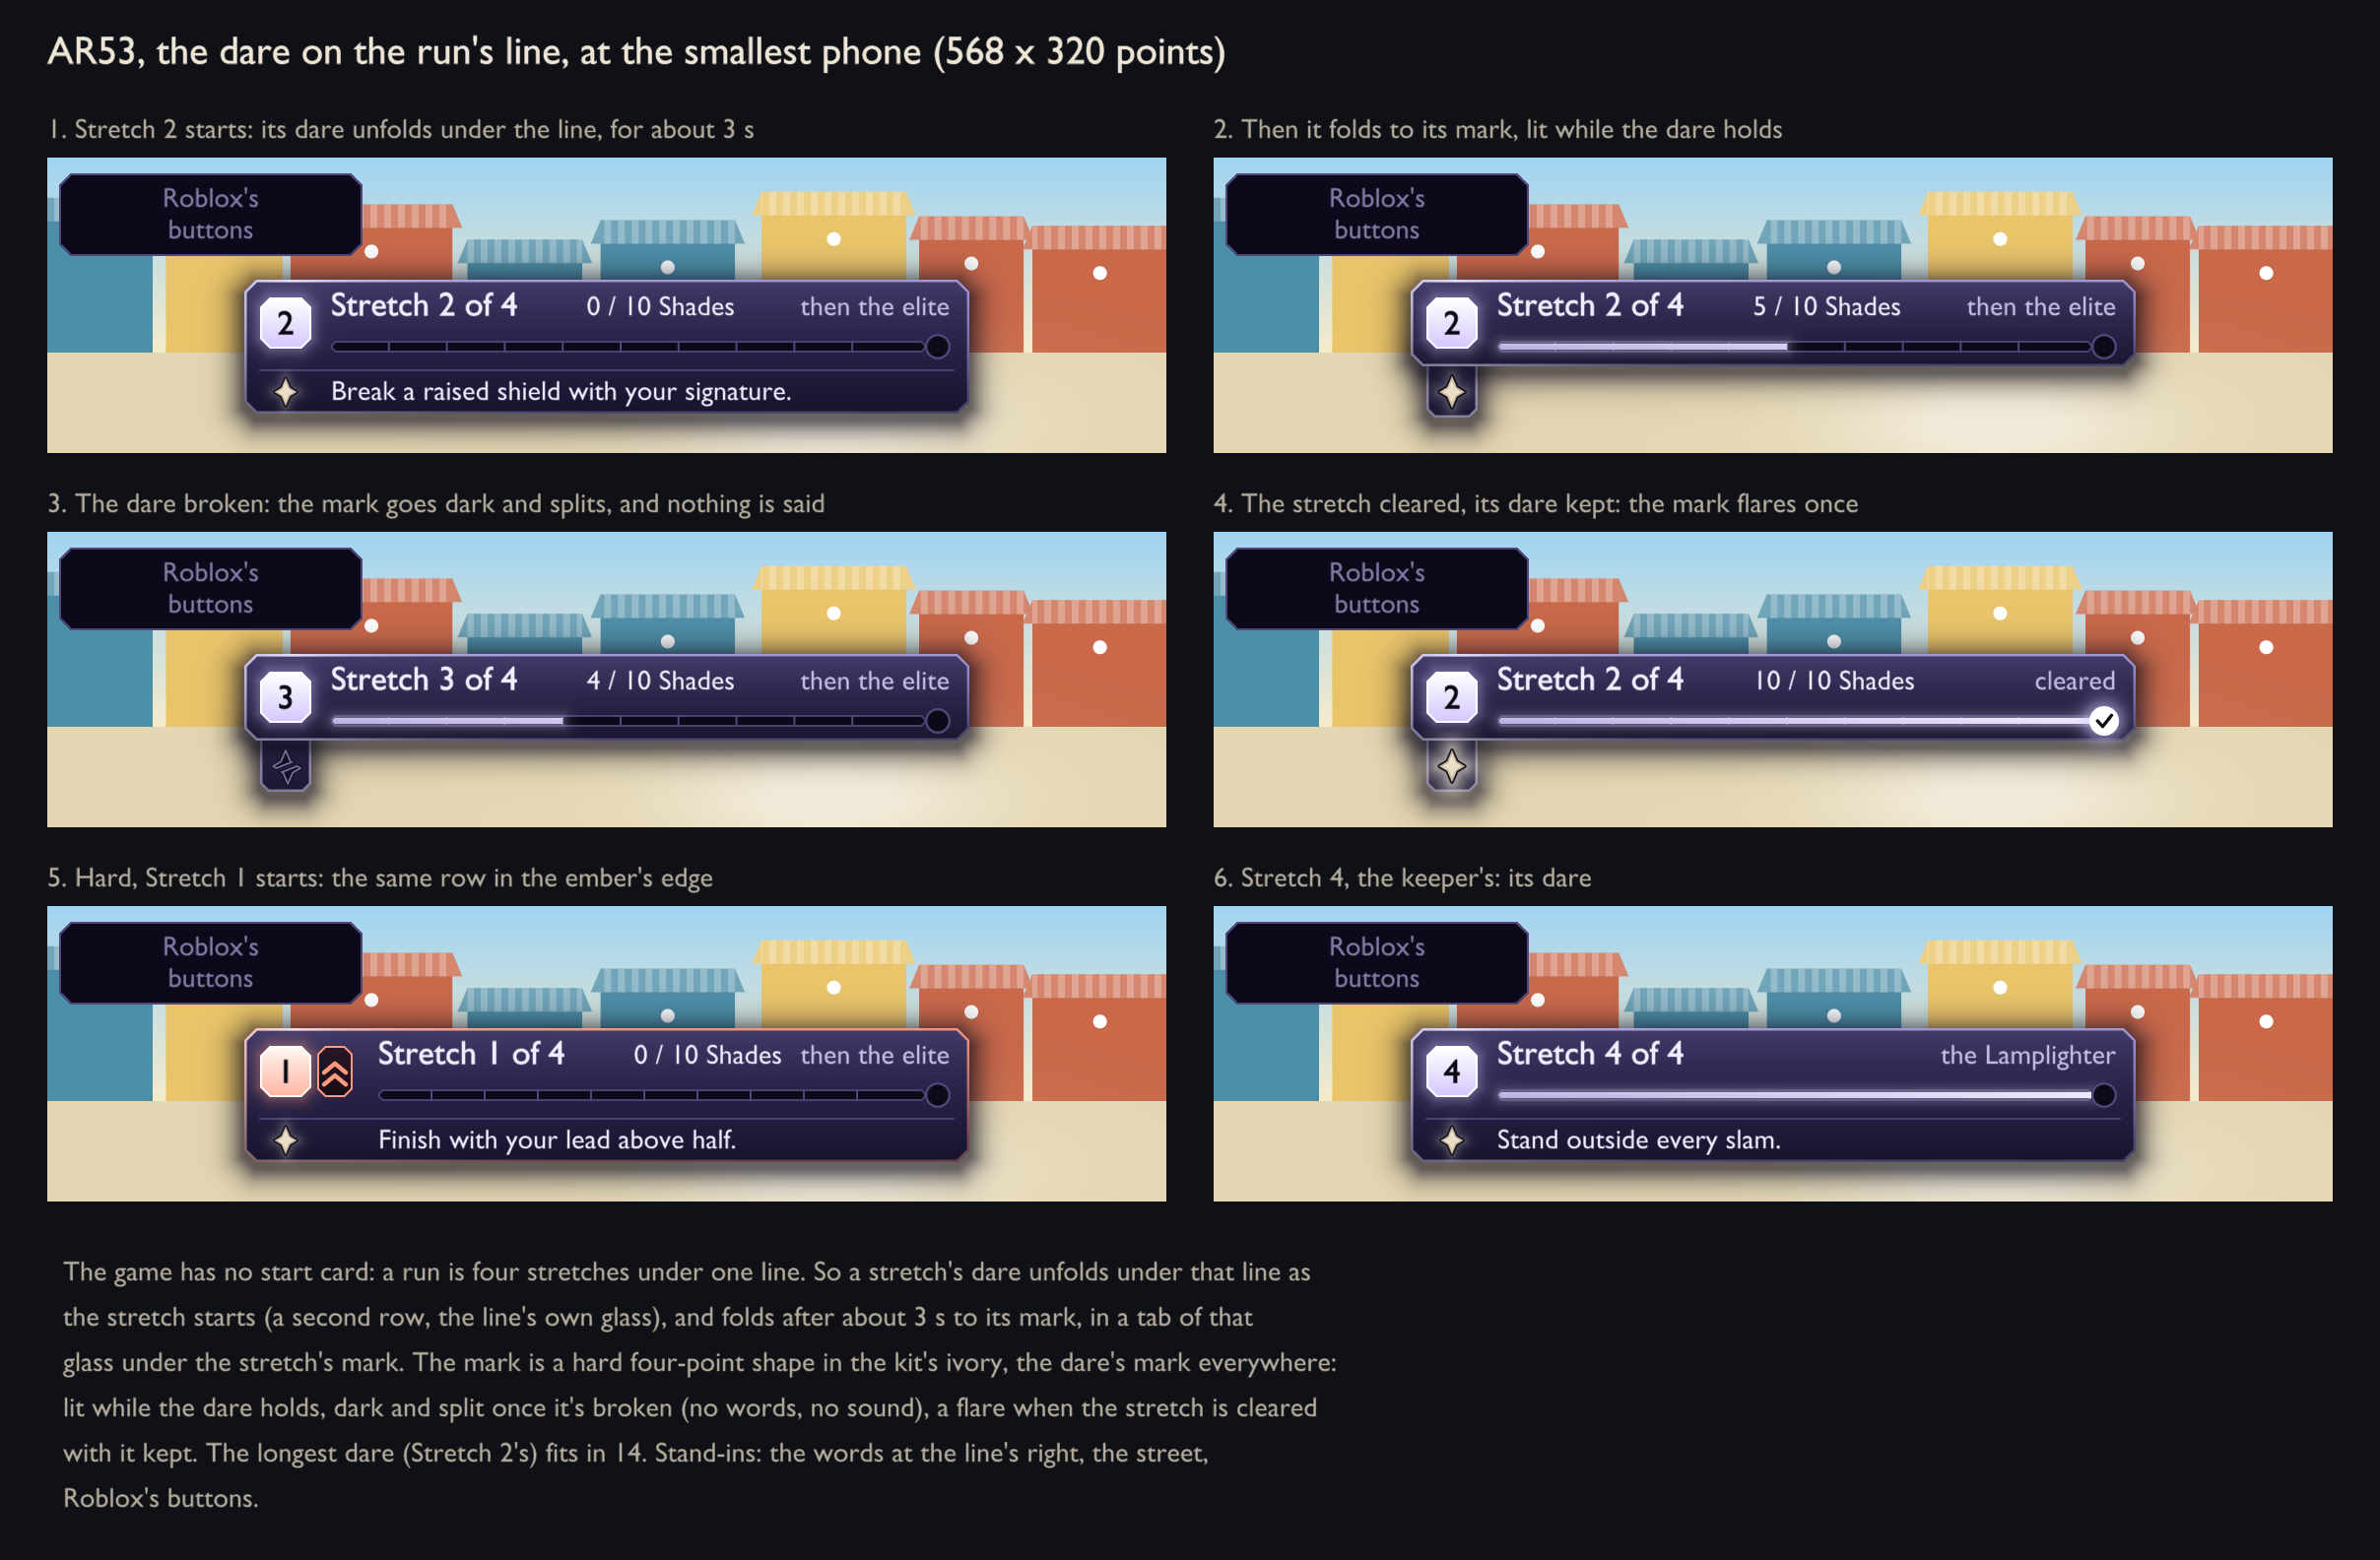 AR53, the dare on the run's line, at the smallest phone (568 x 320 points)
1. Stretch 2 starts: its dare unfolds under the line, for about 3 s
Roblox's
buttons
2
Stretch 2 of 4
0 / 10 Shades
then the elite
Break a raised shield with your signature.
2. Then it folds to its mark, lit while the dare holds
Roblox's
buttons
2
Stretch 2 of 4
5 / 10 Shades
then the elite
3. The dare broken: the mark goes dark and splits, and nothing is said
Roblox's
buttons
3
Stretch 3 of 4
4 / 10 Shades
then the elite
4. The stretch cleared, its dare kept: the mark flares once
Roblox's
buttons
2
Stretch 2 of 4
10 / 10 Shades
cleared
5. Hard, Stretch 1 starts: the same row in the ember's edge
Roblox's
buttons
1
Stretch 1 of 4
0 / 10 Shades
then the elite
Finish with your lead above half.
6. Stretch 4, the keeper's: its dare
Roblox's
buttons
4
Stretch 4 of 4
the Lamplighter
Stand outside every slam.
The game has no start card: a run is four stretches under one line. So a stretch's dare unfolds under that line as
the stretch starts (a second row, the line's own glass), and folds after about 3 s to its mark, in a tab of that
glass under the stretch's mark. The mark is a hard four-point shape in the kit's ivory, the dare's mark everywhere:
lit while the dare holds, dark and split once it's broken (no words, no sound), a flare when the stretch is cleared
with it kept. The longest dare (Stretch 2's) fits in 14. Stand-ins: the words at the line's right, the street,
Roblox's buttons.